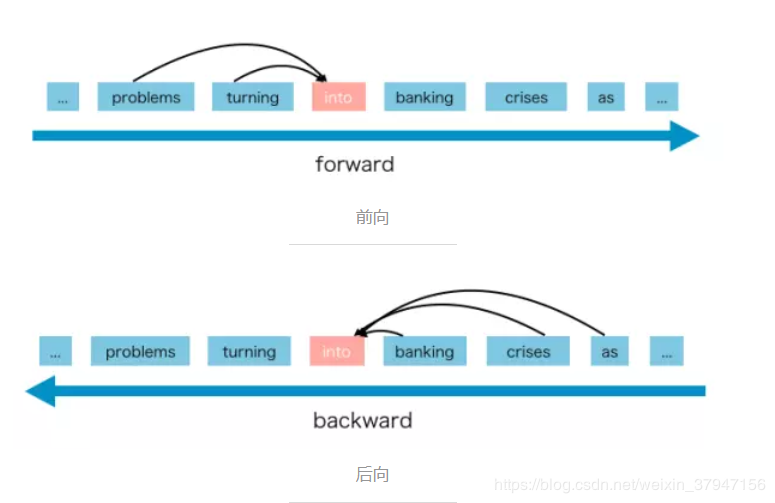 ... problems turning into banking crises as ...
forward
前向
... problems turning into banking crises as ...
backward
后向
https://blog.csdn.net/weixin_37947156